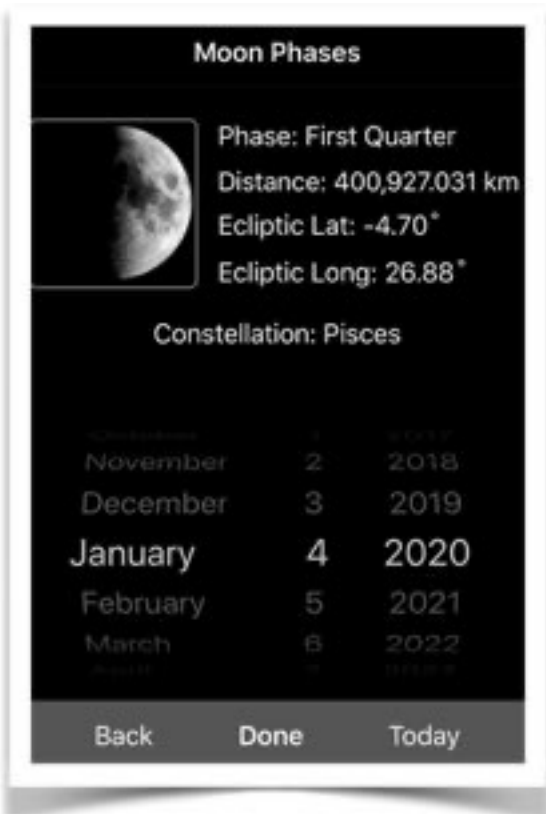 Moon Phases
Phase: First Quarter
Distance: 400,927.031 km
Ecliptic Lat: -4.70°
Ecliptic Long: 26.88°
Constellation: Pisces
November 2 2018
December 3 2019
January 4 2020
February 5 2021
March 6 2022
Back Done Today